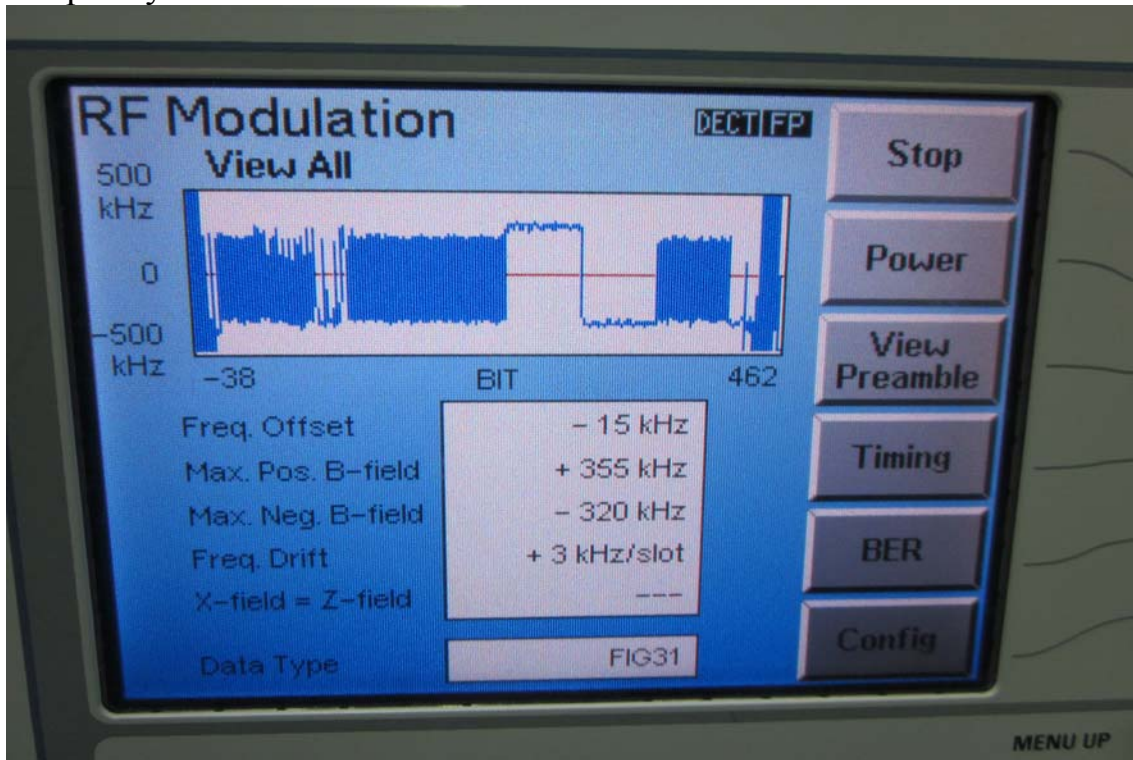 RF Modulation
DECT FP
View All
500
kHz
0
-500
kHz
-38 BIT 462
Freq. Offset - 15 kHz
Max. Pos. B-field + 355 kHz
Max. Neg. B-field - 320 kHz
Freq. Drift + 3 kHz/slot
X-field = Z-field ---
Data Type FIG31
Stop
Power
View
Preamble
Timing
BER
Config
MENU UP